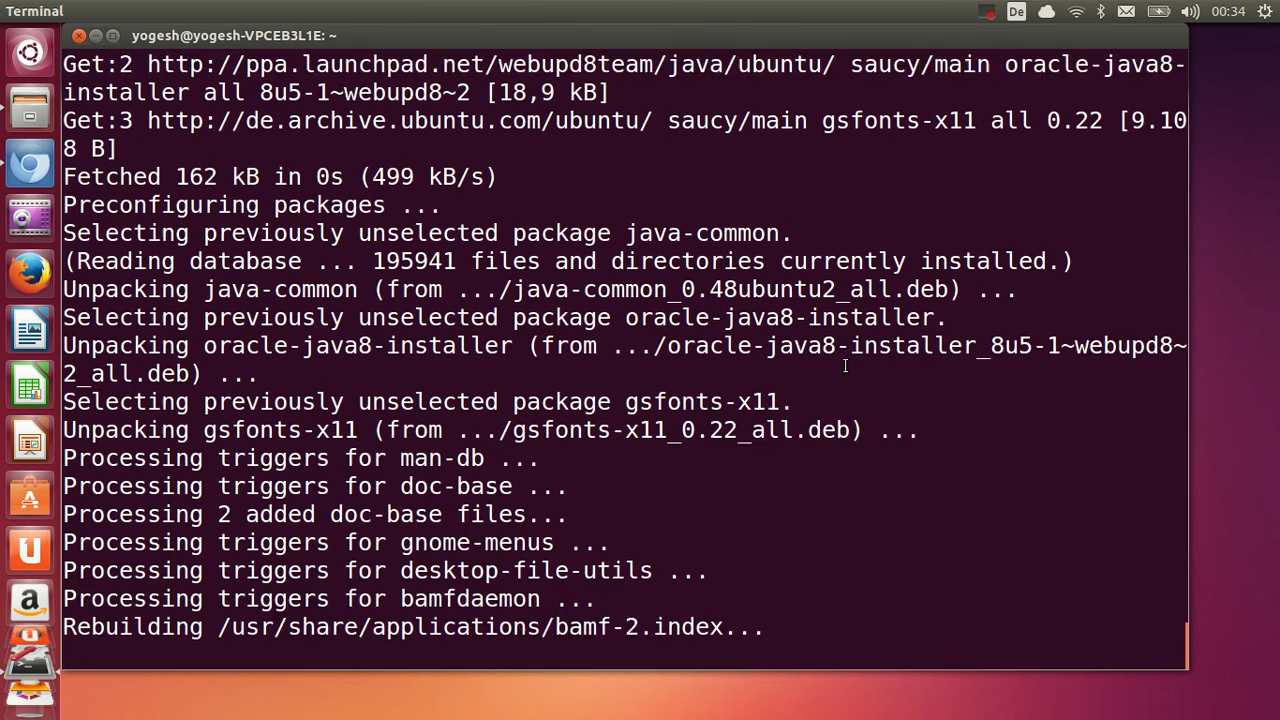 Terminal
De
00:34
yogesh@yogesh-VPCEB3L1E: ~
Get:2 http://ppa.launchpad.net/webupd8team/java/ubuntu/ saucy/main oracle-java8-
installer all 8u5-1~webupd8~2 [18,9 kB]
Get:3 http://de.archive.ubuntu.com/ubuntu/ saucy/main gsfonts-x11 all 0.22 [9.10
8 B]
Fetched 162 kB in 0s (499 kB/s)
Preconfiguring packages ...
Selecting previously unselected package java-common.
(Reading database ... 195941 files and directories currently installed.)
Unpacking java-common (from .../java-common_0.48ubuntu2_all.deb) ...
Selecting previously unselected package oracle-java8-installer.
Unpacking oracle-java8-installer (from .../oracle-java8-installer_8u5-1~webupd8~
2_all.deb) ...
Selecting previously unselected package gsfonts-x11.
Unpacking gsfonts-x11 (from .../gsfonts-x11_0.22_all.deb) ...
Processing triggers for man-db ...
Processing triggers for doc-base ...
Processing 2 added doc-base files...
Processing triggers for gnome-menus ...
Processing triggers for desktop-file-utils ...
Processing triggers for bamfdaemon ...
Rebuilding /usr/share/applications/bamf-2.index...